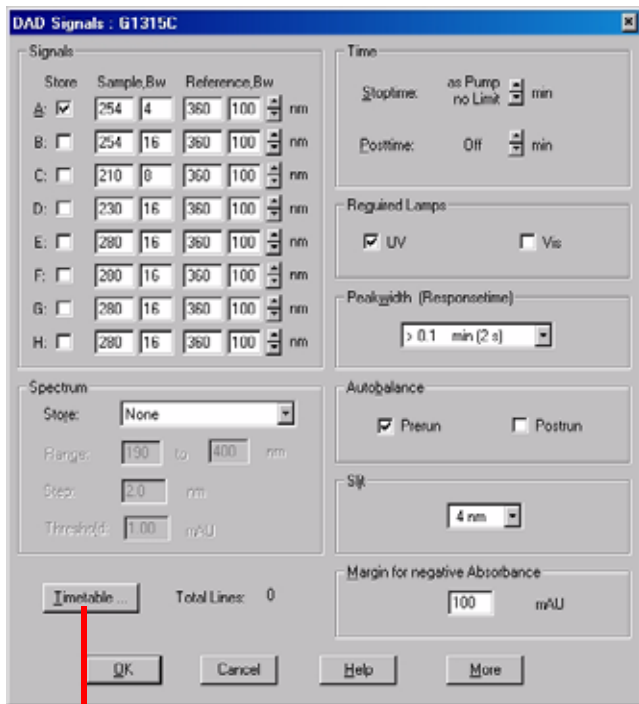 DAD Signals : G1315C
Signals
Store Sample,Bw Reference,Bw
A: 254 4 360 100 nm
B: 254 16 360 100 nm
C: 210 8 360 100 nm
D: 230 16 360 100 nm
E: 280 16 360 100 nm
F: 280 16 360 100 nm
G: 280 16 360 100 nm
H: 280 16 360 100 nm
Spectrum
Store: None
Range: 190 to 400 nm
Step: 2.0 nm
Threshold: 1.00 mAU
Timetable ... Total Lines: 0
Time
Stoptime: as Pump no Limit min
Posttime: Off min
Reguired Lamps
UV Vis
Peakwidth (Responsetime)
> 0.1 min (2 s)
Autobalance
Prerun Postrun
Slit
4 nm
Margin for negative Absorbance
100 mAU
OK Cancel Help More